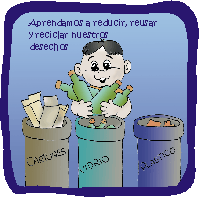 Aprendamos a reducir, reusar
y reciclar nuestros
desechos
CARTONES
VIDRIO
PLASTICO